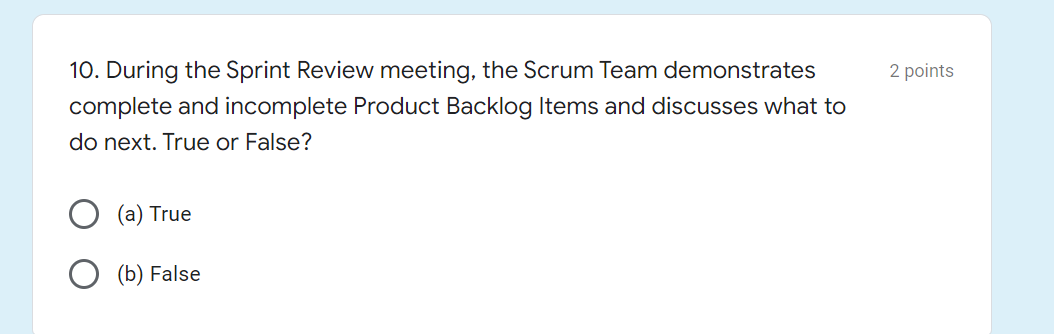 10. During the Sprint Review meeting, the Scrum Team demonstrates
2 points
complete and incomplete Product Backlog Items and discusses what to
do next. True or False?
(a) True
(b) False